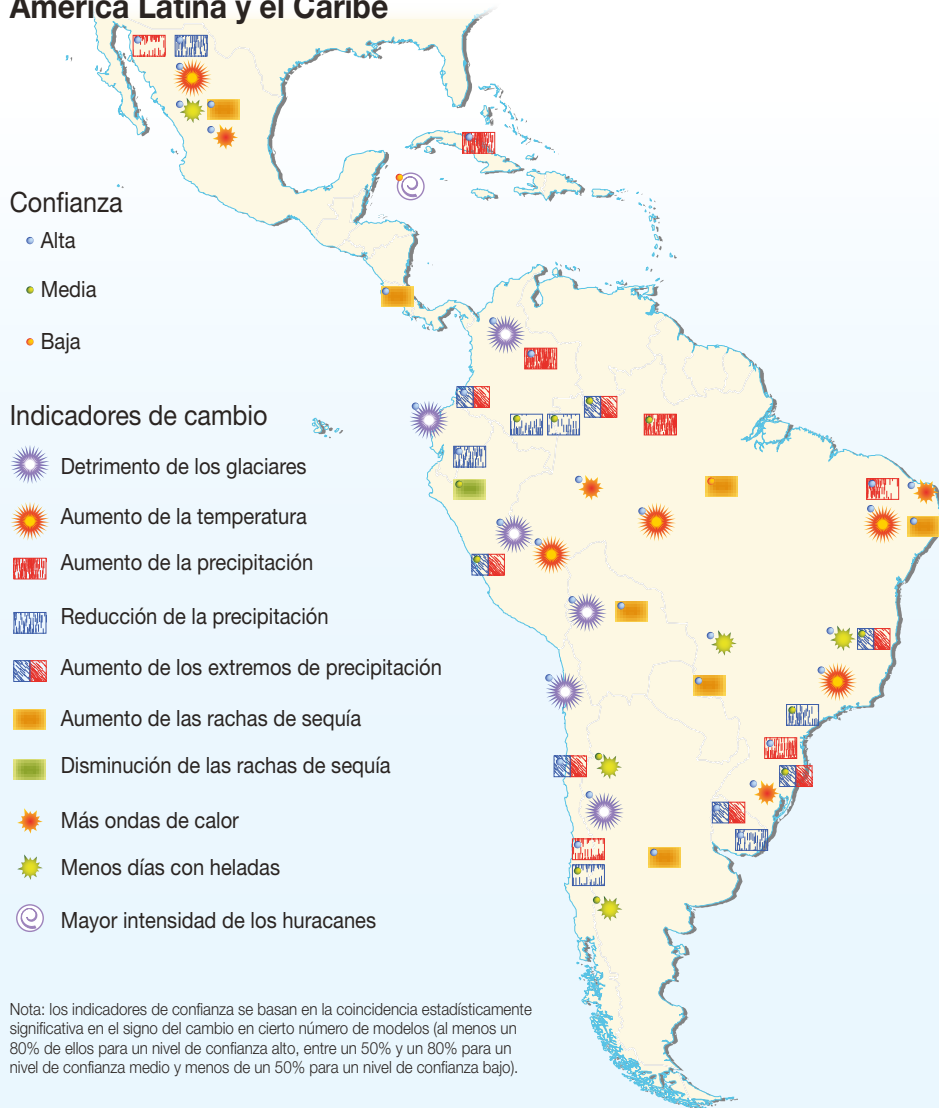 América Latina y el Caribe
Confianza
Alta
Media
Baja
Indicadores de cambio
Detrimento de los glaciares
Aumento de la temperatura
Aumento de la precipitación
Reducción de la precipitación
Aumento de los extremos de precipitación
Aumento de las rachas de sequía
Disminución de las rachas de sequía
Más ondas de calor
Menos días con heladas
Mayor intensidad de los huracanes
Nota: los indicadores de confianza se basan en la coincidencia estadísticamente
significativa en el signo del cambio en cierto número de modelos (al menos un
80% de ellos para un nivel de confianza alto, entre un 50% y un 80% para un
nivel de confianza medio y menos de un 50% para un nivel de confianza bajo).